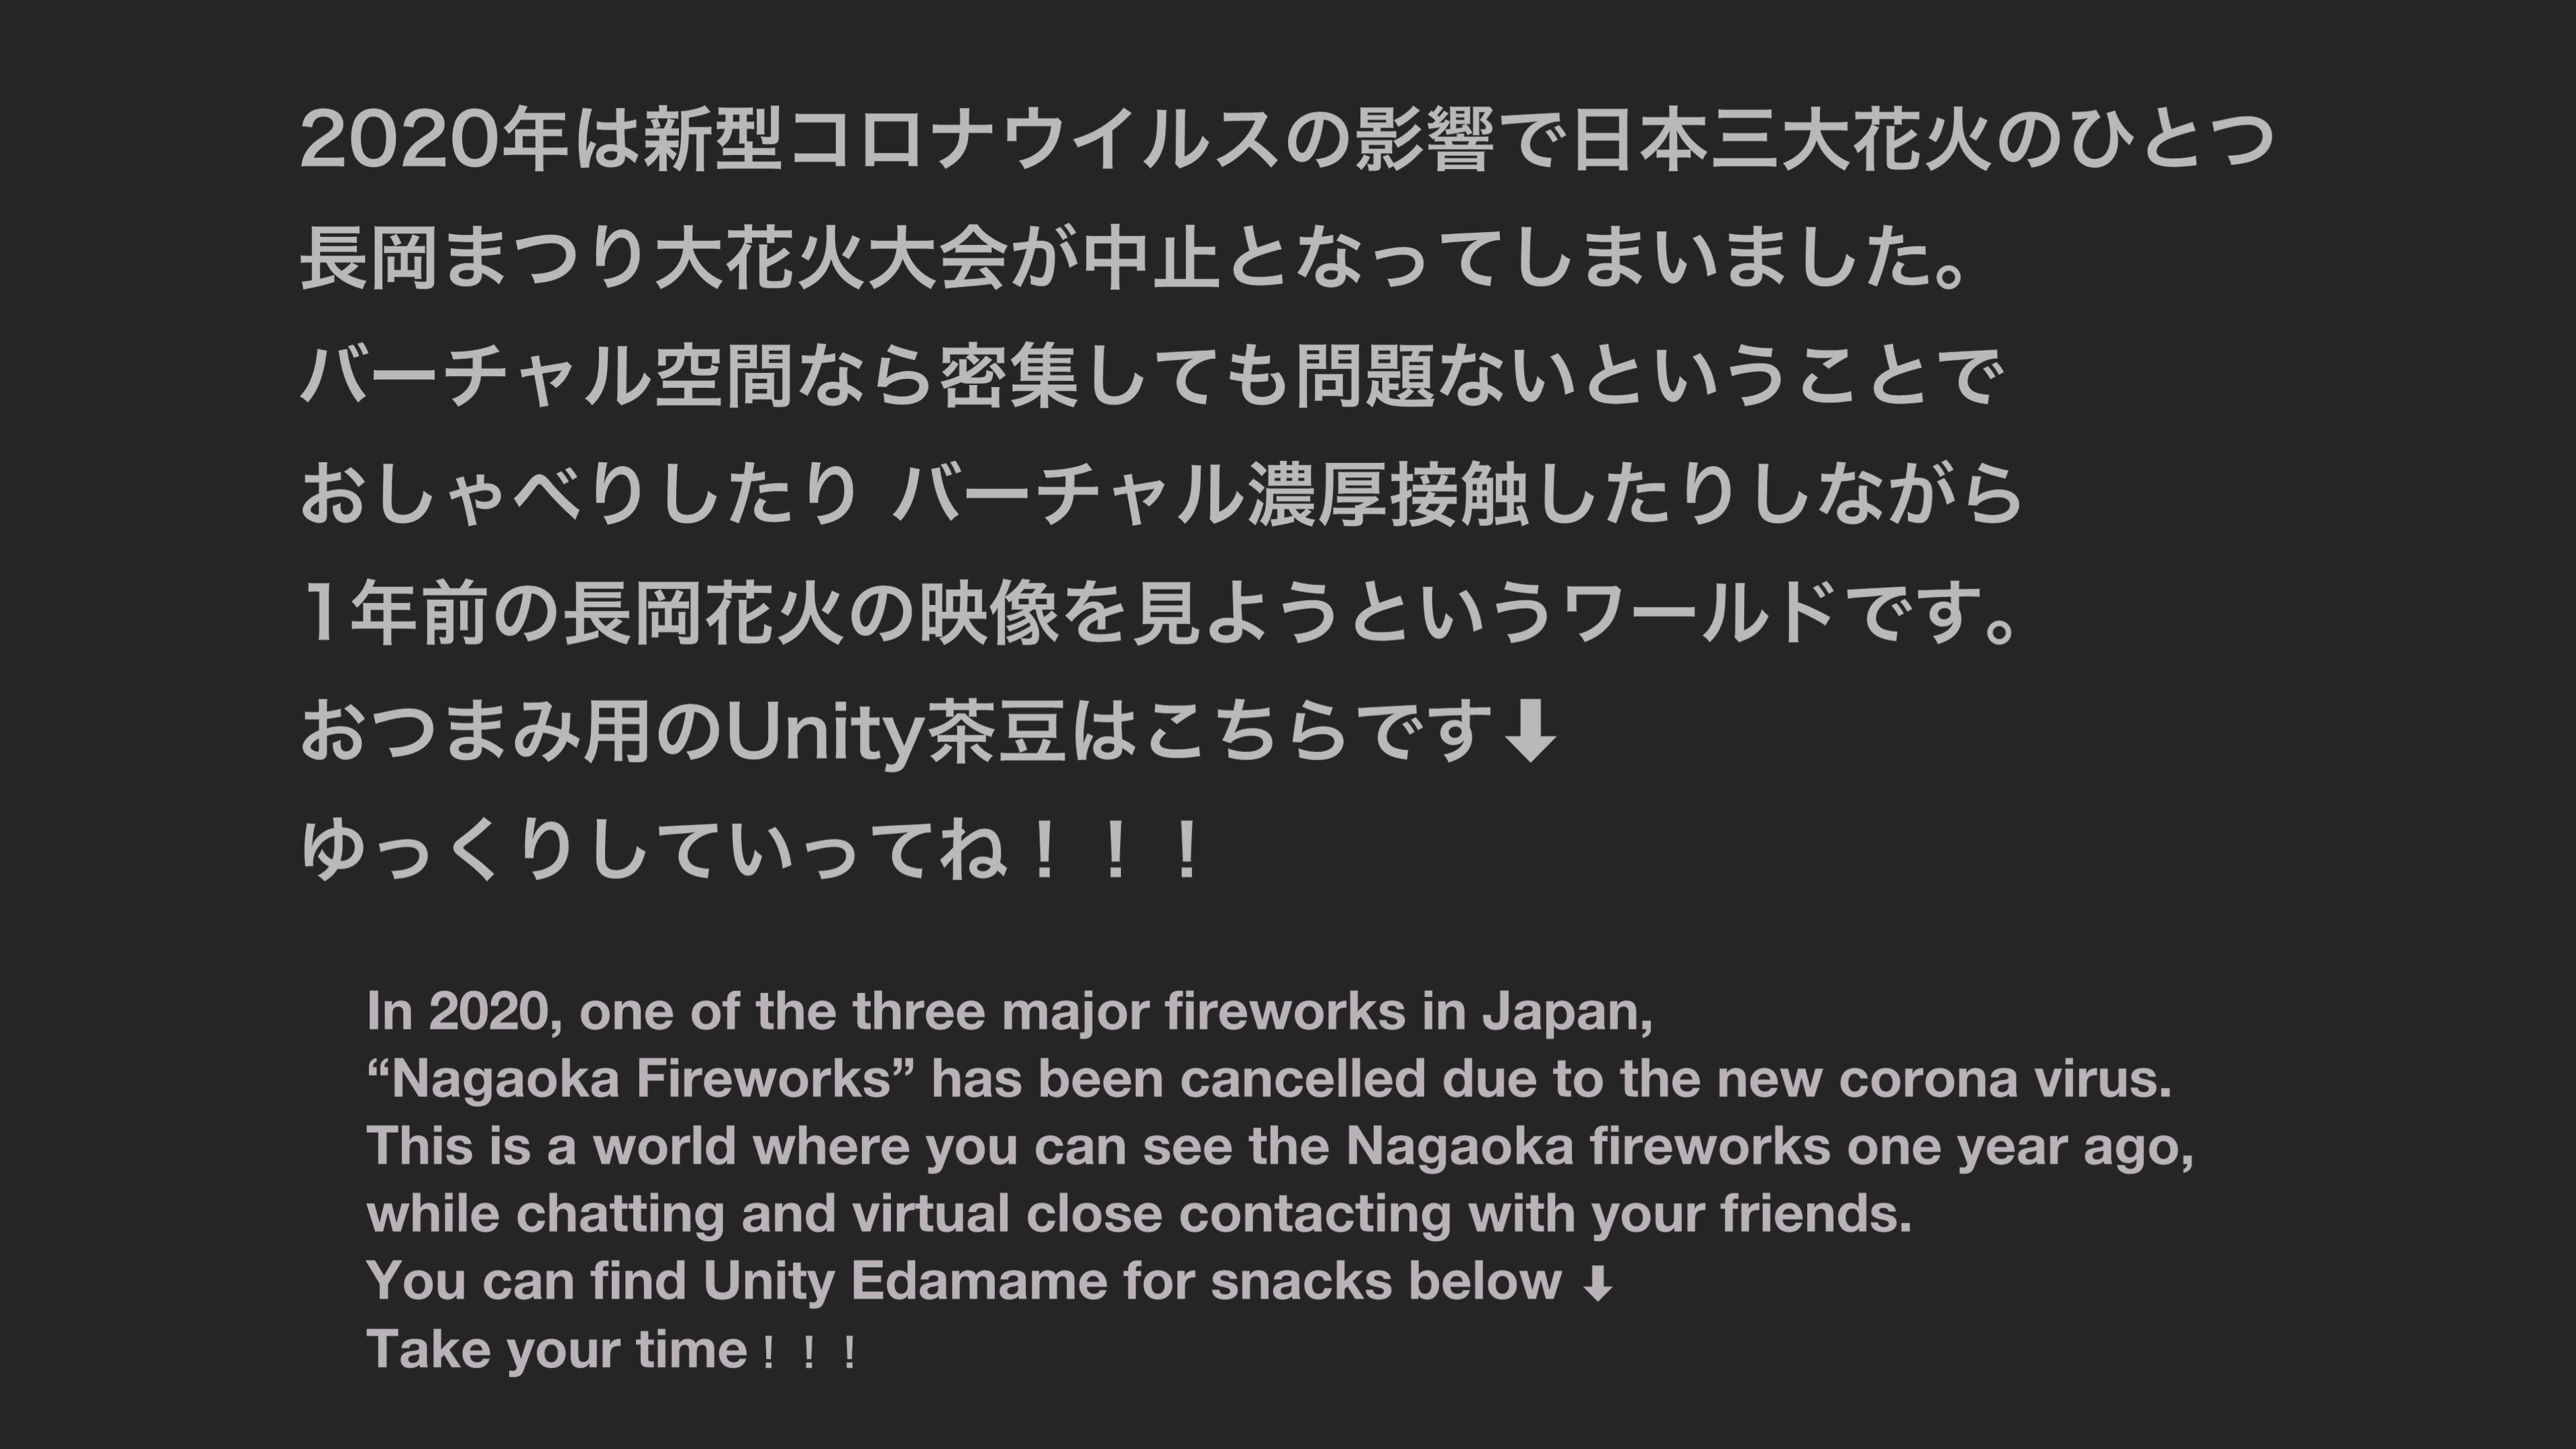 2020年は新型コロナウイルスの影響で日本三大花火のひとつ
長岡まつり大花火大会が中止となってしまいました。
バーチャル空間なら密集しても問題ないということで
おしゃべりしたり バーチャル濃厚接触したりしながら
1年前の長岡花火の映像を見ようというワールドです。
おつまみ用のUnity茶豆はこちらです⬇
ゆっくりしていってね！！！
In 2020, one of the three major fireworks in Japan,
“Nagaoka Fireworks” has been cancelled due to the new corona virus.
This is a world where you can see the Nagaoka fireworks one year ago,
while chatting and virtual close contacting with your friends.
You can find Unity Edamame for snacks below ⬇
Take your time！！！